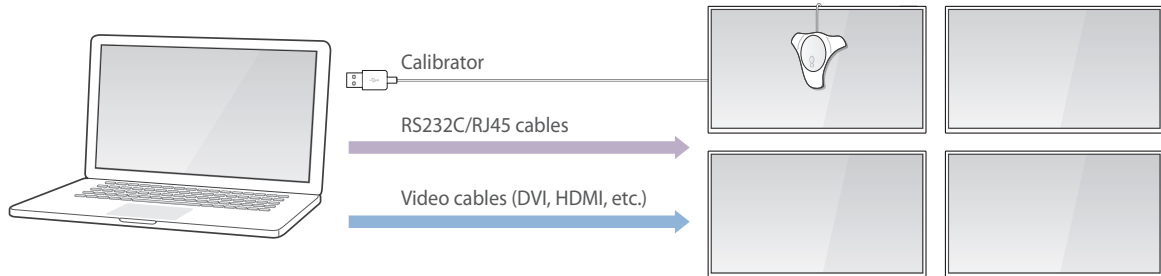 Calibrator
RS232C/RJ45 cables
Video cables (DVI, HDMI, etc.)